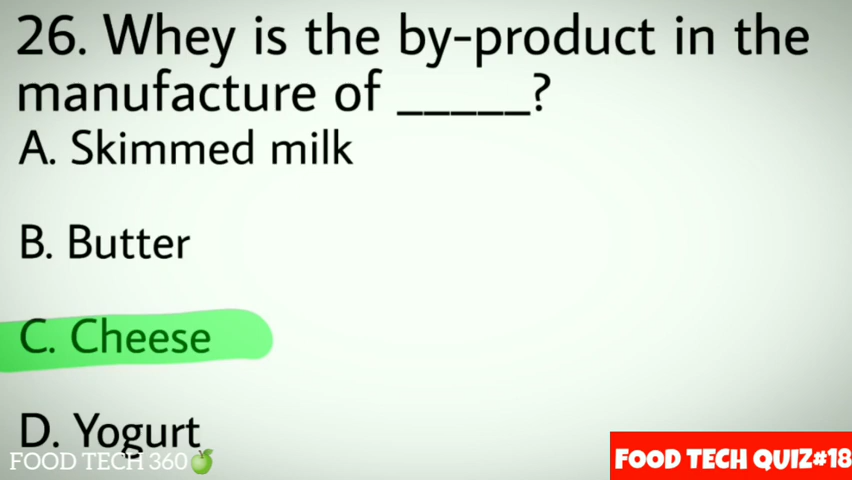 26. Whey is the by-product in the
manufacture of _____?
A. Skimmed milk
B. Butter
C. Cheese
D. Yogurt
FOOD TECH 360
FOOD TECH QUIZ#18